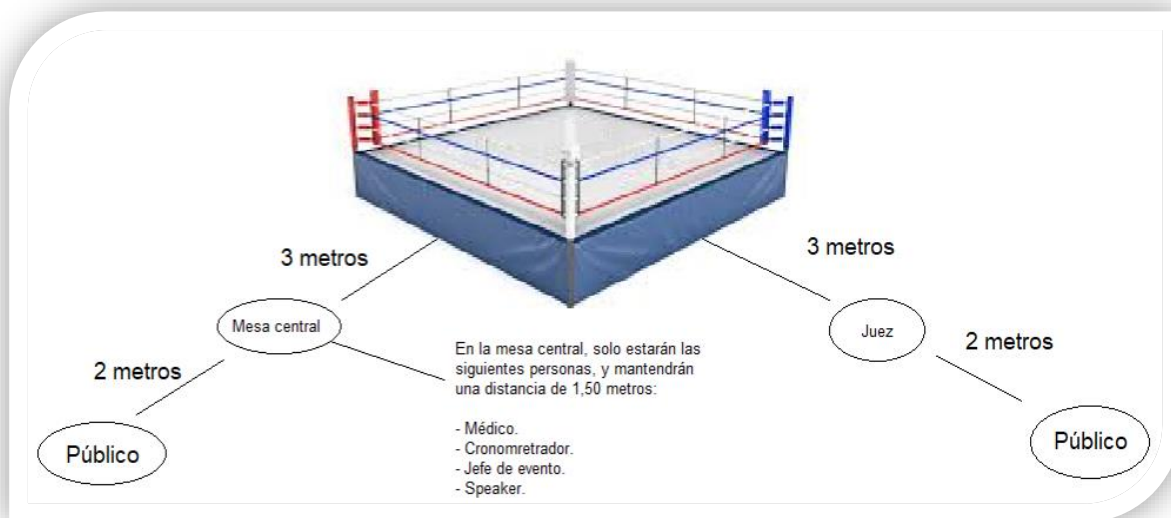 3 metros
3 metros
Mesa central
Juez
En la mesa central, solo estarán las
siguientes personas, y mantendrán
una distancia de 1,50 metros:
- Médico.
- Cronomretrador.
- Jefe de evento.
- Speaker.
2 metros
2 metros
Público
Público